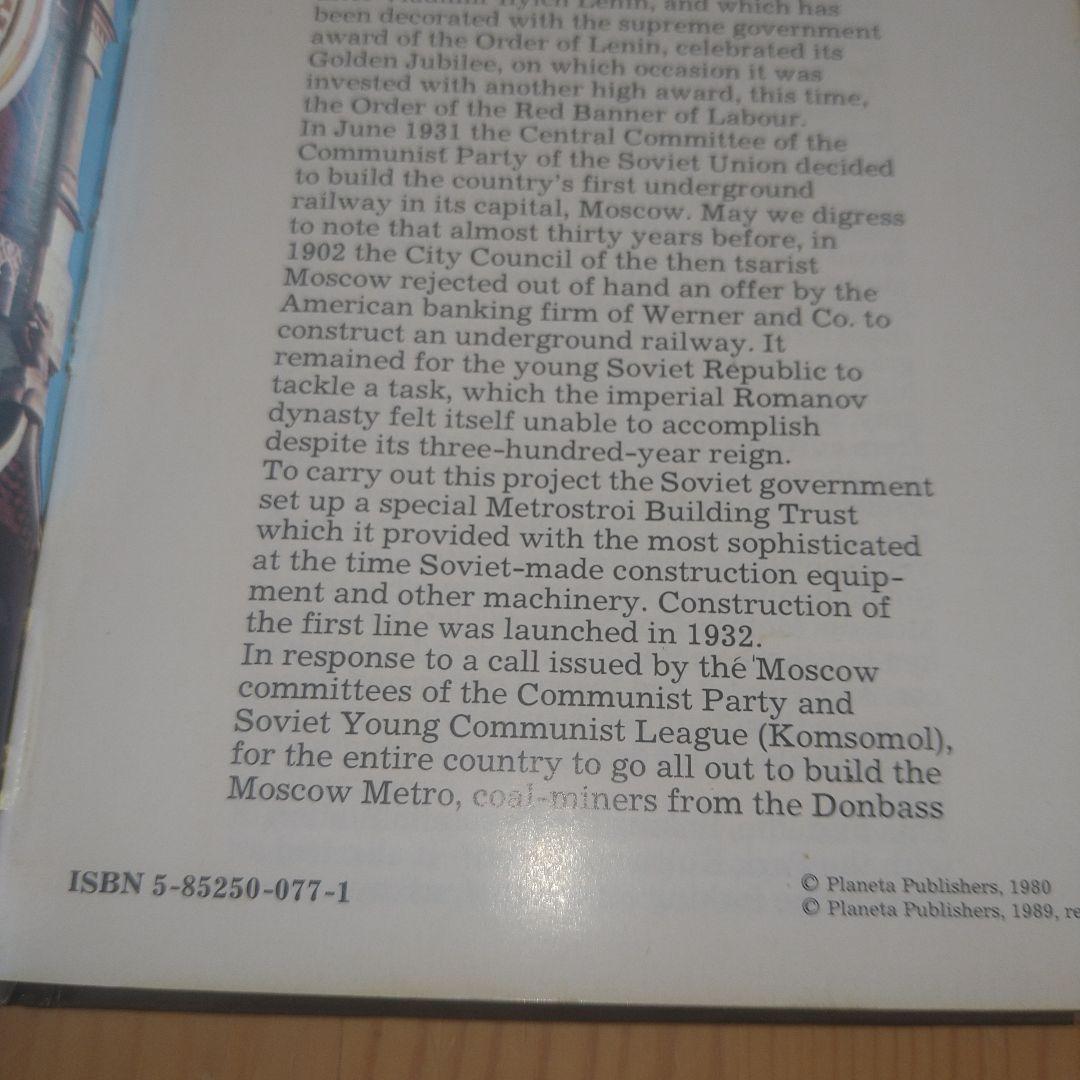 Vladimir Ilyich Lenin, and which has
been decorated with the supreme government
award of the Order of Lenin, celebrated its
Golden Jubilee, on which occasion it was
invested with another high award, this time,
the Order of the Red Banner of Labour.
In June 1931 the Central Committee of the
Communist Party of the Soviet Union decided
to build the country's first underground
railway in its capital, Moscow. May we digress
to note that almost thirty years before, in
1902 the City Council of the then tsarist
Moscow rejected out of hand an offer by the
American banking firm of Werner and Co. to
construct an underground railway. It
remained for the young Soviet Republic to
tackle a task, which the imperial Romanov
dynasty felt itself unable to accomplish
despite its three-hundred-year reign.
To carry out this project the Soviet government
set up a special Metrostroi Building Trust
which it provided with the most sophisticated
at the time Soviet-made construction equip-
ment and other machinery. Construction of
the first line was launched in 1932.
In response to a call issued by the Moscow
committees of the Communist Party and
Soviet Young Communist League (Komsomol),
for the entire country to go all out to build the
Moscow Metro, coal-miners from the Donbass
ISBN 5-85250-077-1
© Planeta Publishers, 1980
© Planeta Publishers, 1989, re